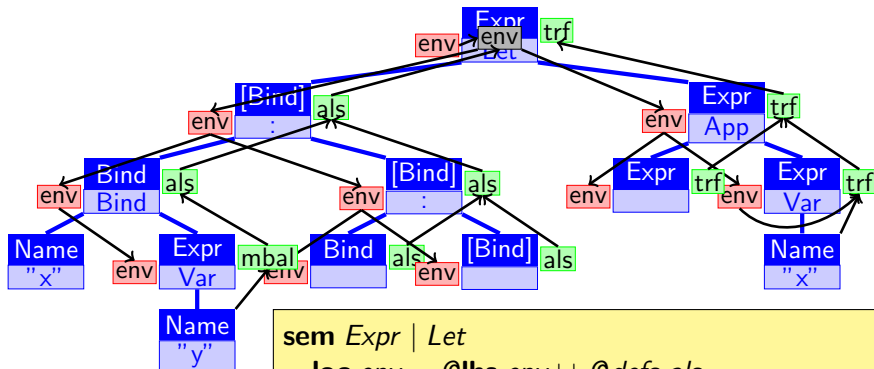 Expr
env env trf
Let
[Bind] als Expr trf
env : env App
Bind als [Bind] als Expr trf Expr trf
env Bind env : env env Var
Name Expr mbal Bind als [Bind] als Name
"x" env Var env env "x"
Name
"y"
sem Expr | Let